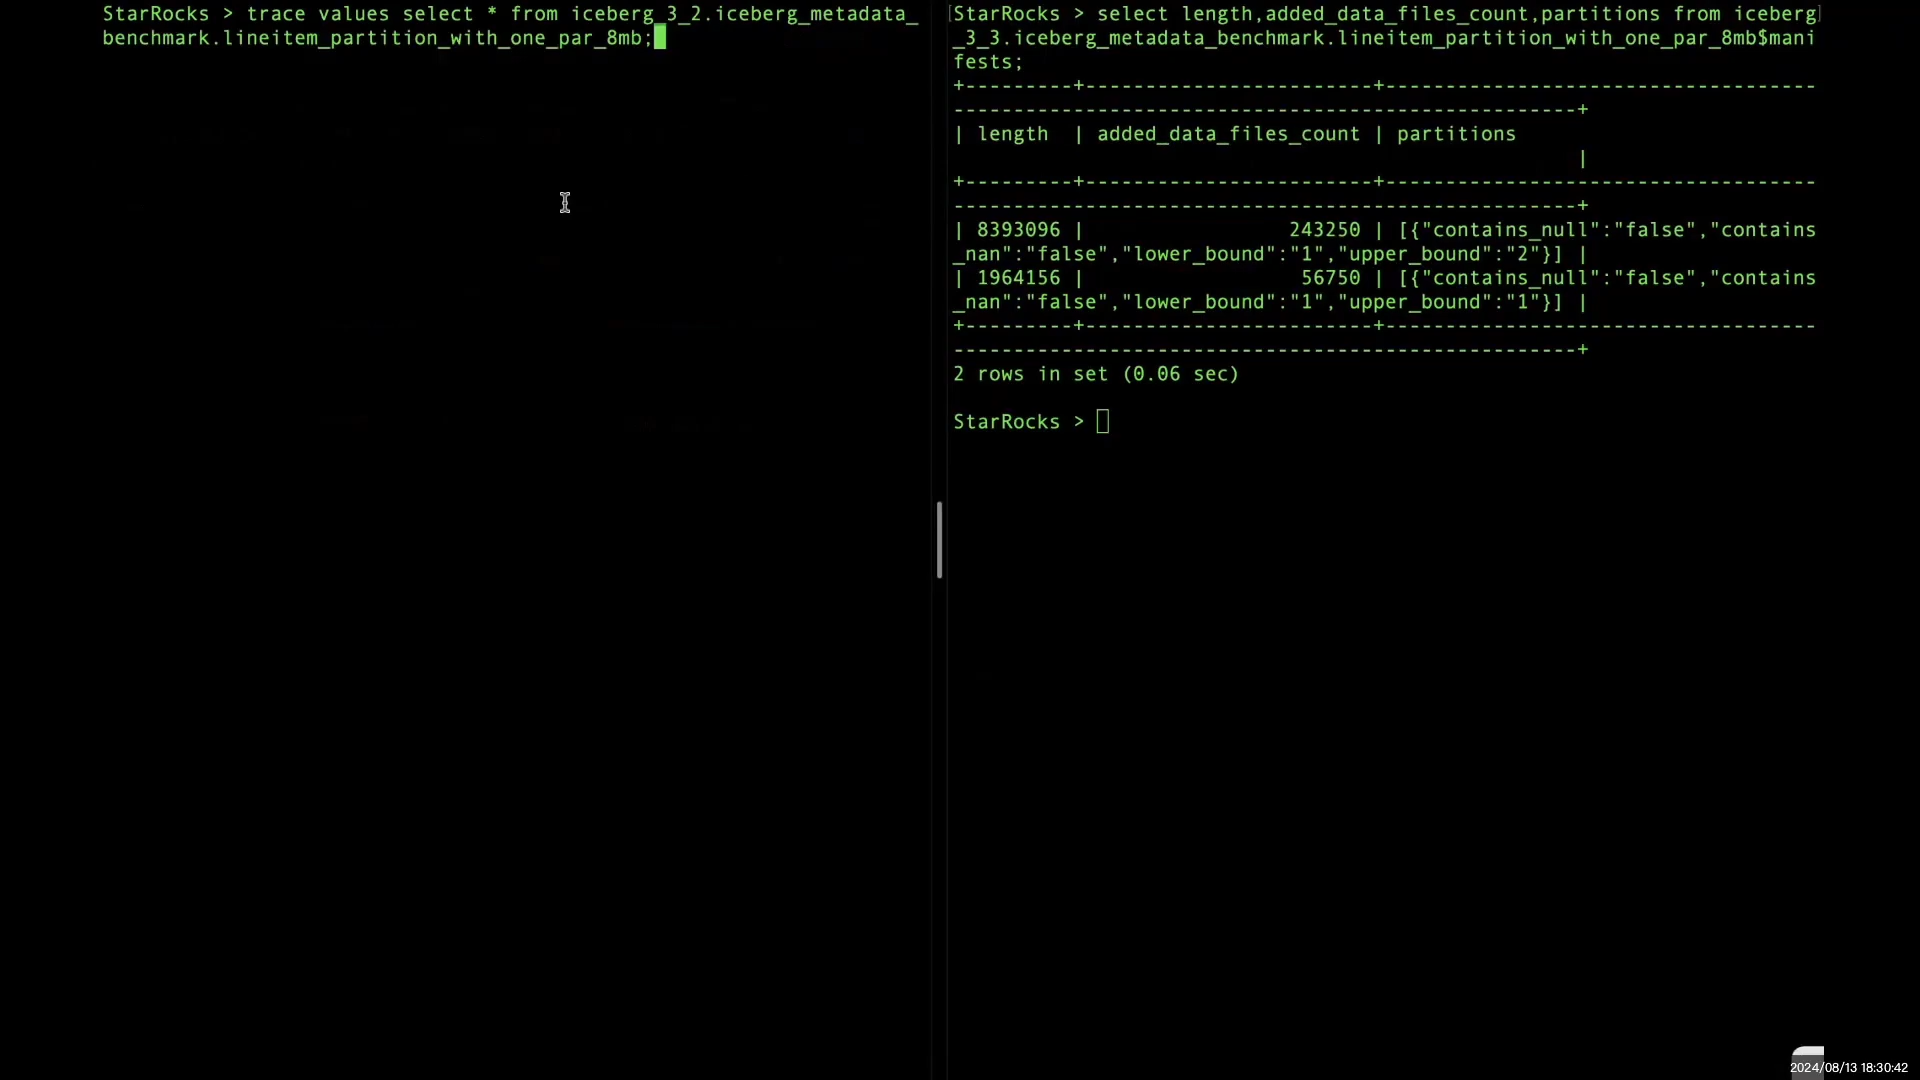 StarRocks > trace values select * from iceberg_3_2.iceberg_metadata_
benchmark.lineitem_partition_with_one_par_8mb;
[StarRocks > select length,added_data_files_count,partitions from iceberg]
_3_3.iceberg_metadata_benchmark.lineitem_partition_with_one_par_8mb$mani
fests;
+---------+------------------------+------------------------------------
----------------------------------------------------+
| length  | added_data_files_count | partitions
                                                    |
+---------+------------------------+------------------------------------
----------------------------------------------------+
| 8393096 |                 243250 | [{"contains_null":"false","contains
_nan":"false","lower_bound":"1","upper_bound":"2"}] |
| 1964156 |                  56750 | [{"contains_null":"false","contains
_nan":"false","lower_bound":"1","upper_bound":"1"}] |
+---------+------------------------+------------------------------------
----------------------------------------------------+
2 rows in set (0.06 sec)
StarRocks >
2024/08/13 18:30:42